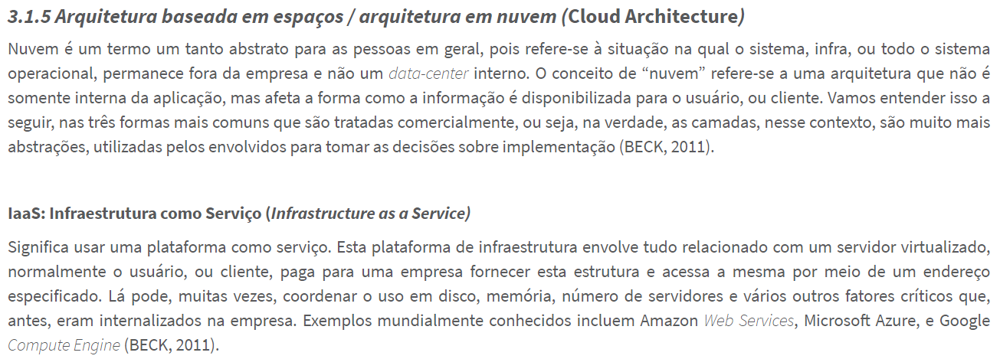 3.1.5 Arquitetura baseada em espaços / arquitetura em nuvem (Cloud Architecture)
Nuvem é um termo um tanto abstrato para as pessoas em geral, pois refere-se à situação na qual o sistema, infra, ou todo o sistema
operacional, permanece fora da empresa e não um data-center interno. O conceito de “nuvem” refere-se a uma arquitetura que não é
somente interna da aplicação, mas afeta a forma como a informação é disponibilizada para o usuário, ou cliente. Vamos entender isso a
seguir, nas três formas mais comuns que são tratadas comercialmente, ou seja, na verdade, as camadas, nesse contexto, são muito mais
abstrações, utilizadas pelos envolvidos para tomar as decisões sobre implementação (BECK, 2011).
IaaS: Infraestrutura como Serviço (Infrastructure as a Service)
Significa usar uma plataforma como serviço. Esta plataforma de infraestrutura envolve tudo relacionado com um servidor virtualizado,
normalmente o usuário, ou cliente, paga para uma empresa fornecer esta estrutura e acessa a mesma por meio de um endereço
especificado. Lá pode, muitas vezes, coordenar o uso em disco, memória, número de servidores e vários outros fatores críticos que,
antes, eram internalizados na empresa. Exemplos mundialmente conhecidos incluem Amazon Web Services, Microsoft Azure, e Google
Compute Engine (BECK, 2011).